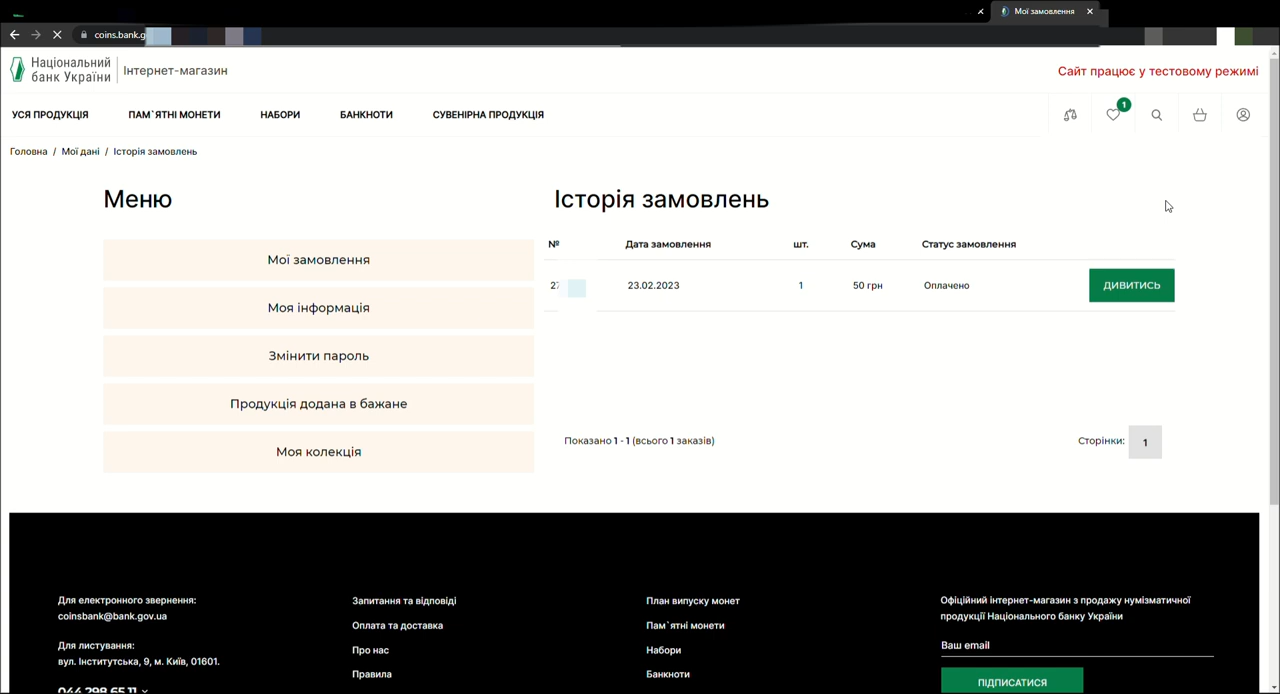 Мої замовлення
coins.bank.g
Національний
банк України
Інтернет-магазин
Сайт працює у тестовому режимі
УСЯ ПРОДУКЦІЯ
ПАМ`ЯТНІ МОНЕТИ
НАБОРИ
БАНКНОТИ
СУВЕНІРНА ПРОДУКЦІЯ
1
Головна / Мої дані / Історія замовлень
Меню
Мої замовлення
Моя інформація
Змінити пароль
Продукція додана в бажане
Моя колекція
Історія замовлень
№ Дата замовлення шт. Сума Статус замовлення
27 23.02.2023 1 50 грн Оплачено ДИВИТИСЬ
Показано 1 - 1 (всього 1 заказів)
Сторінки: 1
Для електронного звернення:
coinsbank@bank.gov.ua
Для листування:
вул. Інститутська, 9, м. Київ, 01601.
044 298 65 11
Запитання та відповіді
Оплата та доставка
Про нас
Правила
План випуску монет
Пам`ятні монети
Набори
Банкноти
Офіційний інтернет-магазин з продажу нумізматичної
продукції Національного банку України
Ваш email
ПІДПИСАТИСЯ